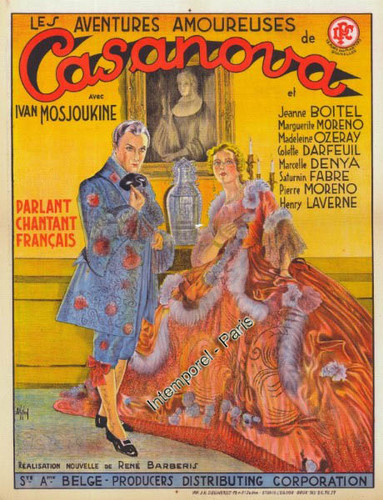 LES AVENTURES AMOUREUSES
de
Casanova
avec
IVAN MOSJOUKINE
et
Jeanne BOITEL
Marguerite MORENO
Madeleine OZERAY
Colette DARFEUIL
Marcelle DENYA
Saturnin FABRE
Pierre MORENO
Henry LAVERNE
PARLANT
CHANTANT
FRANÇAIS
Intemporel - Paris
RÉALISATION NOUVELLE DE RENÉ BARBERIS
STÉ AME BELGE - PRODUCERS DISTRIBUTING CORPORATION